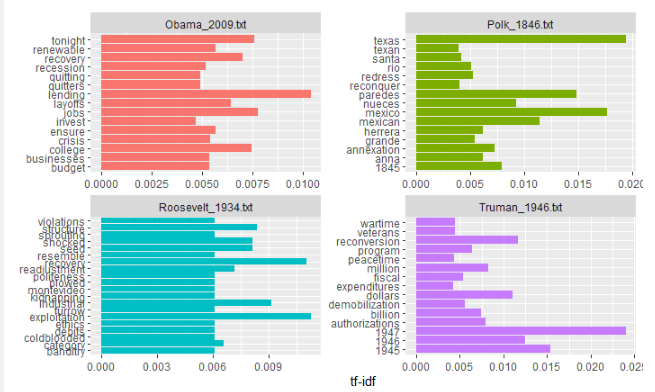 Obama_2009.txt
tonight
renewable
recovery
recession
quitting
quitters
lending
layoffs
jobs
invest
ensure
crisis
college
businesses
budget
0.0000 0.0025 0.0050 0.0075 0.0100
Polk_1846.txt
texas
texan
santa
rio
redress
reconquer
paredes
nueces
mexico
mexican
herrera
grande
annexation
anna
1845
0.000 0.005 0.010 0.015 0.020
Roosevelt_1934.txt
violations
structure
sprouting
shocked
seed
resemble
recovery
readjustment
politeness
plowed
montevideo
kidnapping
industrial
furrow
exploitation
ethics
debits
coldblooded
category
banditry
0.000 0.003 0.006 0.009
Truman_1946.txt
wartime
veterans
reconversion
program
peacetime
million
fiscal
expenditures
dollars
demobilization
billion
authorizations
1947
1946
1945
0.000 0.005 0.010 0.015 0.020 0.025
tf-idf